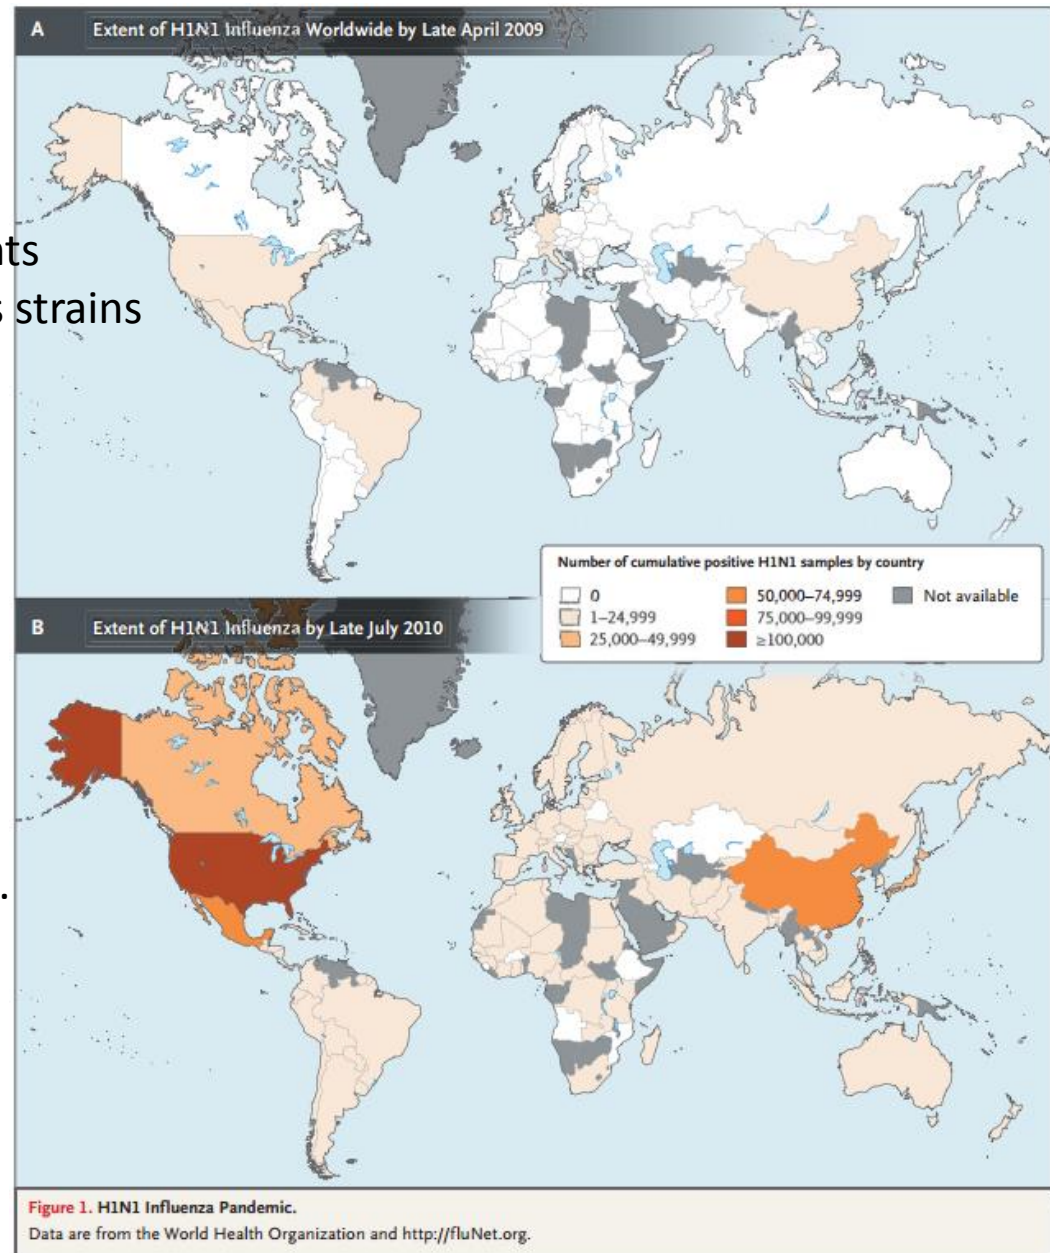 A Extent of H1N1 Influenza Worldwide by Late April 2009
strains
Number of cumulative positive H1N1 samples by country
0
1–24,999
25,000–49,999
50,000–74,999
75,000–99,999
≥100,000
Not available
B Extent of H1N1 Influenza by Late July 2010
.
Figure 1. H1N1 Influenza Pandemic.
Data are from the World Health Organization and http://fluNet.org.